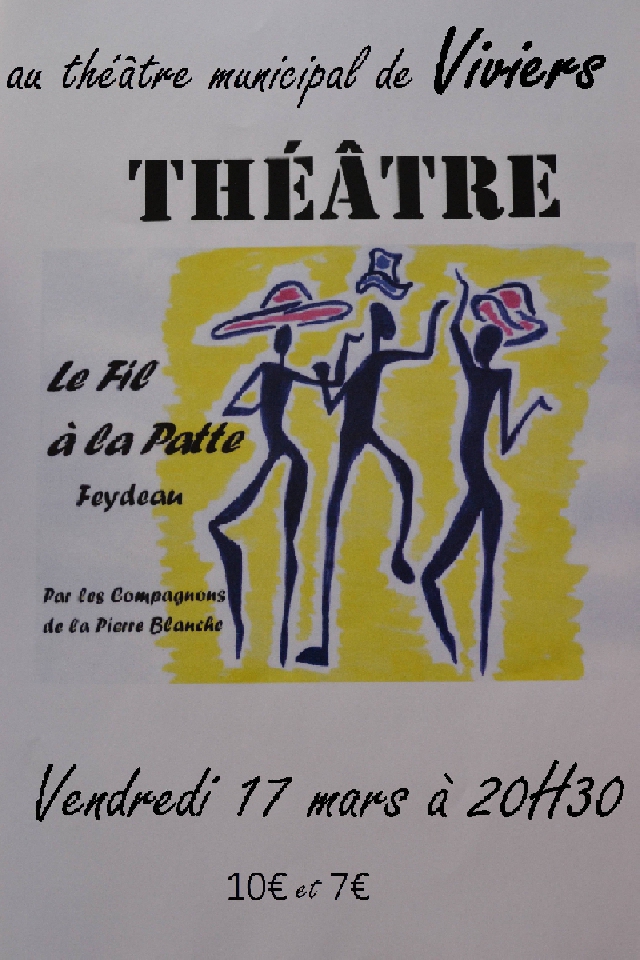 au théâtre municipal de Viviers
THÉÂTRE
Le Fil
à la Patte
Feydeau
Par les Compagnons
de la Pierre Blanche
Vendredi 17 mars à 20H30
10€ et 7€